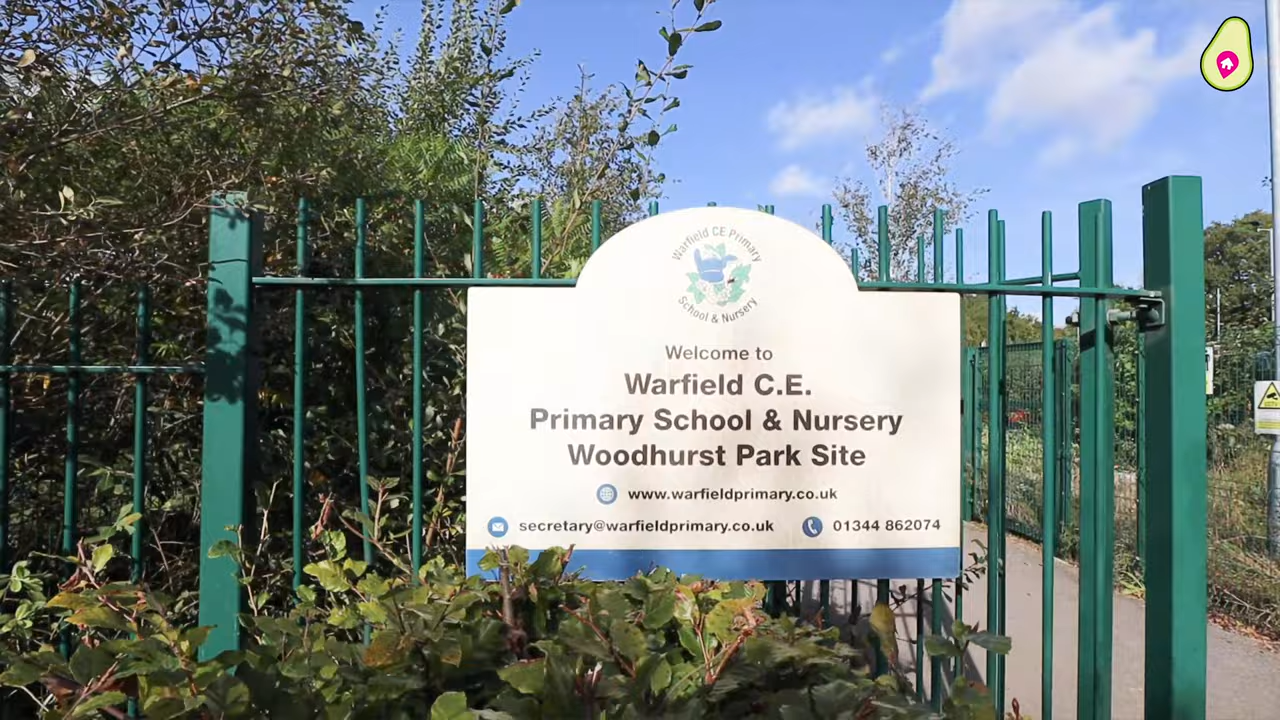 Warfield CE Primary
School & Nursery
Welcome to
Warfield C.E.
Primary School & Nursery
Woodhurst Park Site
www.warfieldprimary.co.uk
secretary@warfieldprimary.co.uk 01344 862074